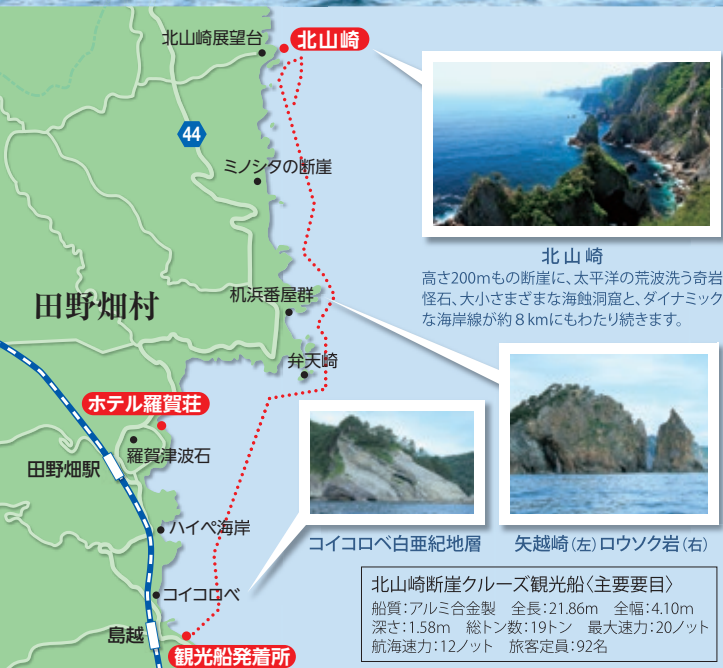 北山崎展望台
北山崎
44
ミノシタの断崖
北山崎
高さ200mもの断崖に、太平洋の荒波洗う奇岩
怪石、大小さまざまな海蝕洞窟と、ダイナミック
な海岸線が約8kmにもわたり続きます。
机浜番屋群
田野畑村
弁天崎
ホテル羅賀荘
羅賀津波石
田野畑駅
ハイペ海岸
コイコロベ白亜紀地層
矢越崎(左)ロウソク岩(右)
コイコロベ
島越
観光船発着所
北山崎断崖クルーズ観光船〈主要要目〉
船質:アルミ合金製 全長:21.86m 全幅:4.10m
深さ:1.58m 総トン数:19トン 最大速力:20ノット
航海速力:12ノット 旅客定員:92名